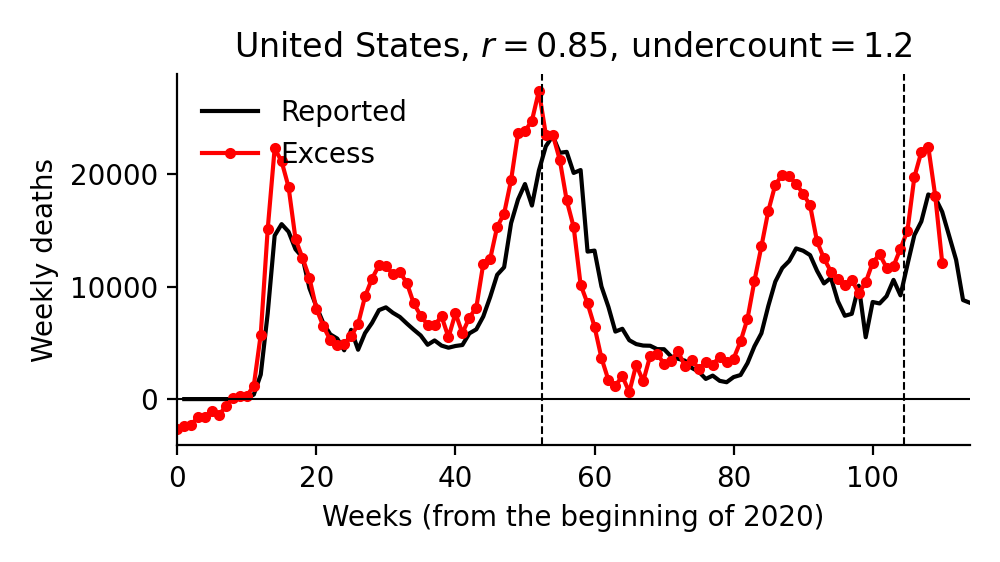 United States, r = 0.85, undercount = 1.2
Reported
Excess
Weekly deaths
20000
10000
0
0 20 40 60 80 100
Weeks (from the beginning of 2020)